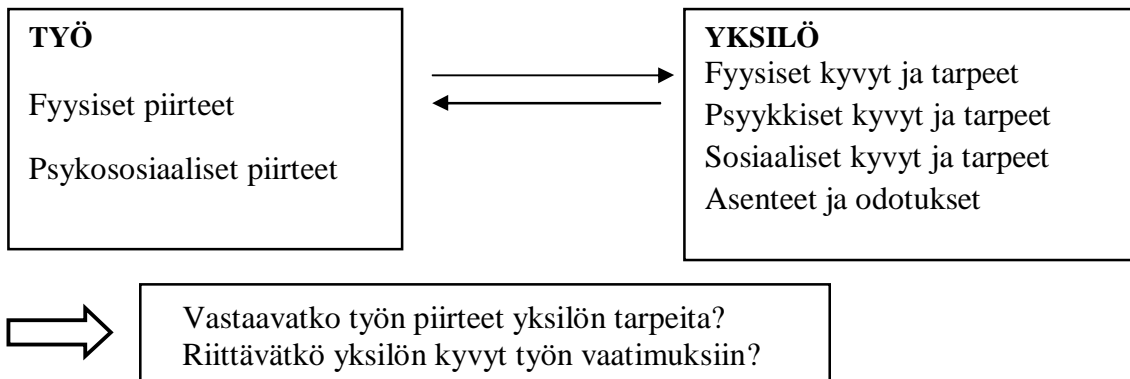 TYÖ
Fyysiset piirteet
Psykososiaaliset piirteet
YKSILÖ
Fyysiset kyvyt ja tarpeet
Psyykkiset kyvyt ja tarpeet
Sosiaaliset kyvyt ja tarpeet
Asenteet ja odotukset
Vastaavatko työn piirteet yksilön tarpeita?
Riittävätkö yksilön kyvyt työn vaatimuksiin?